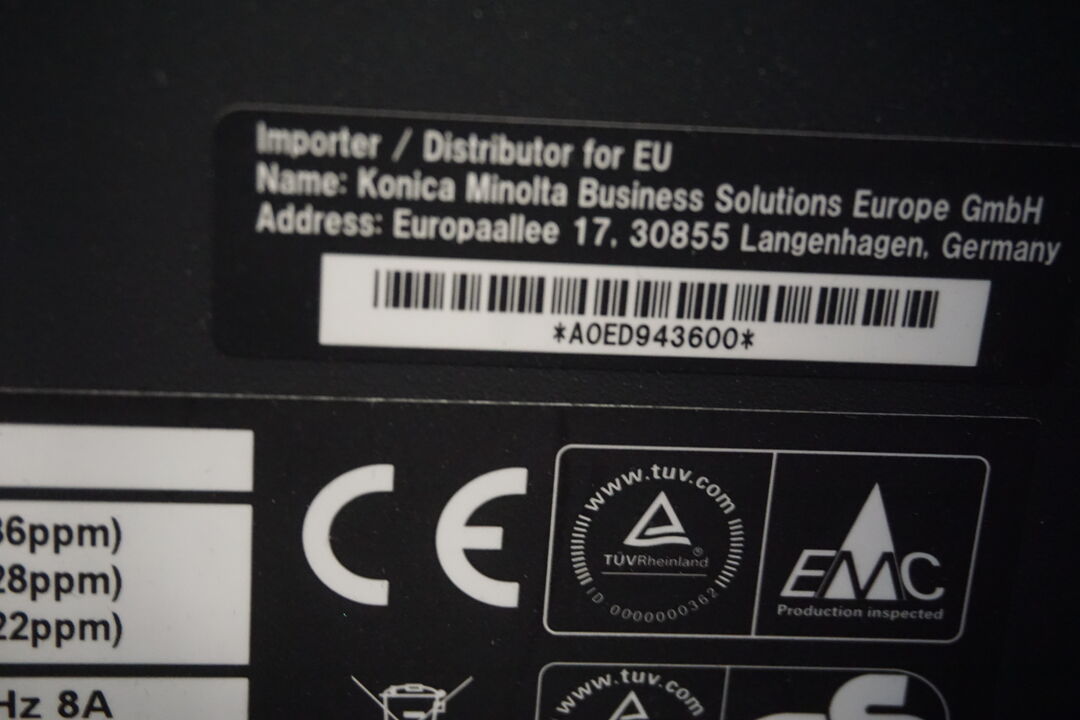 Importer / Distributor for EU
Name: Konica Minolta Business Solutions Europe GmbH
Address: Europaallee 17, 30855 Langenhagen, Germany
*A0ED943600*
36ppm)
28ppm)
22ppm)
Hz 8A
CE
www.tuv.com
TÜVRheinland®
ID 0000000362
EMC
Production inspected
www.tuv.com